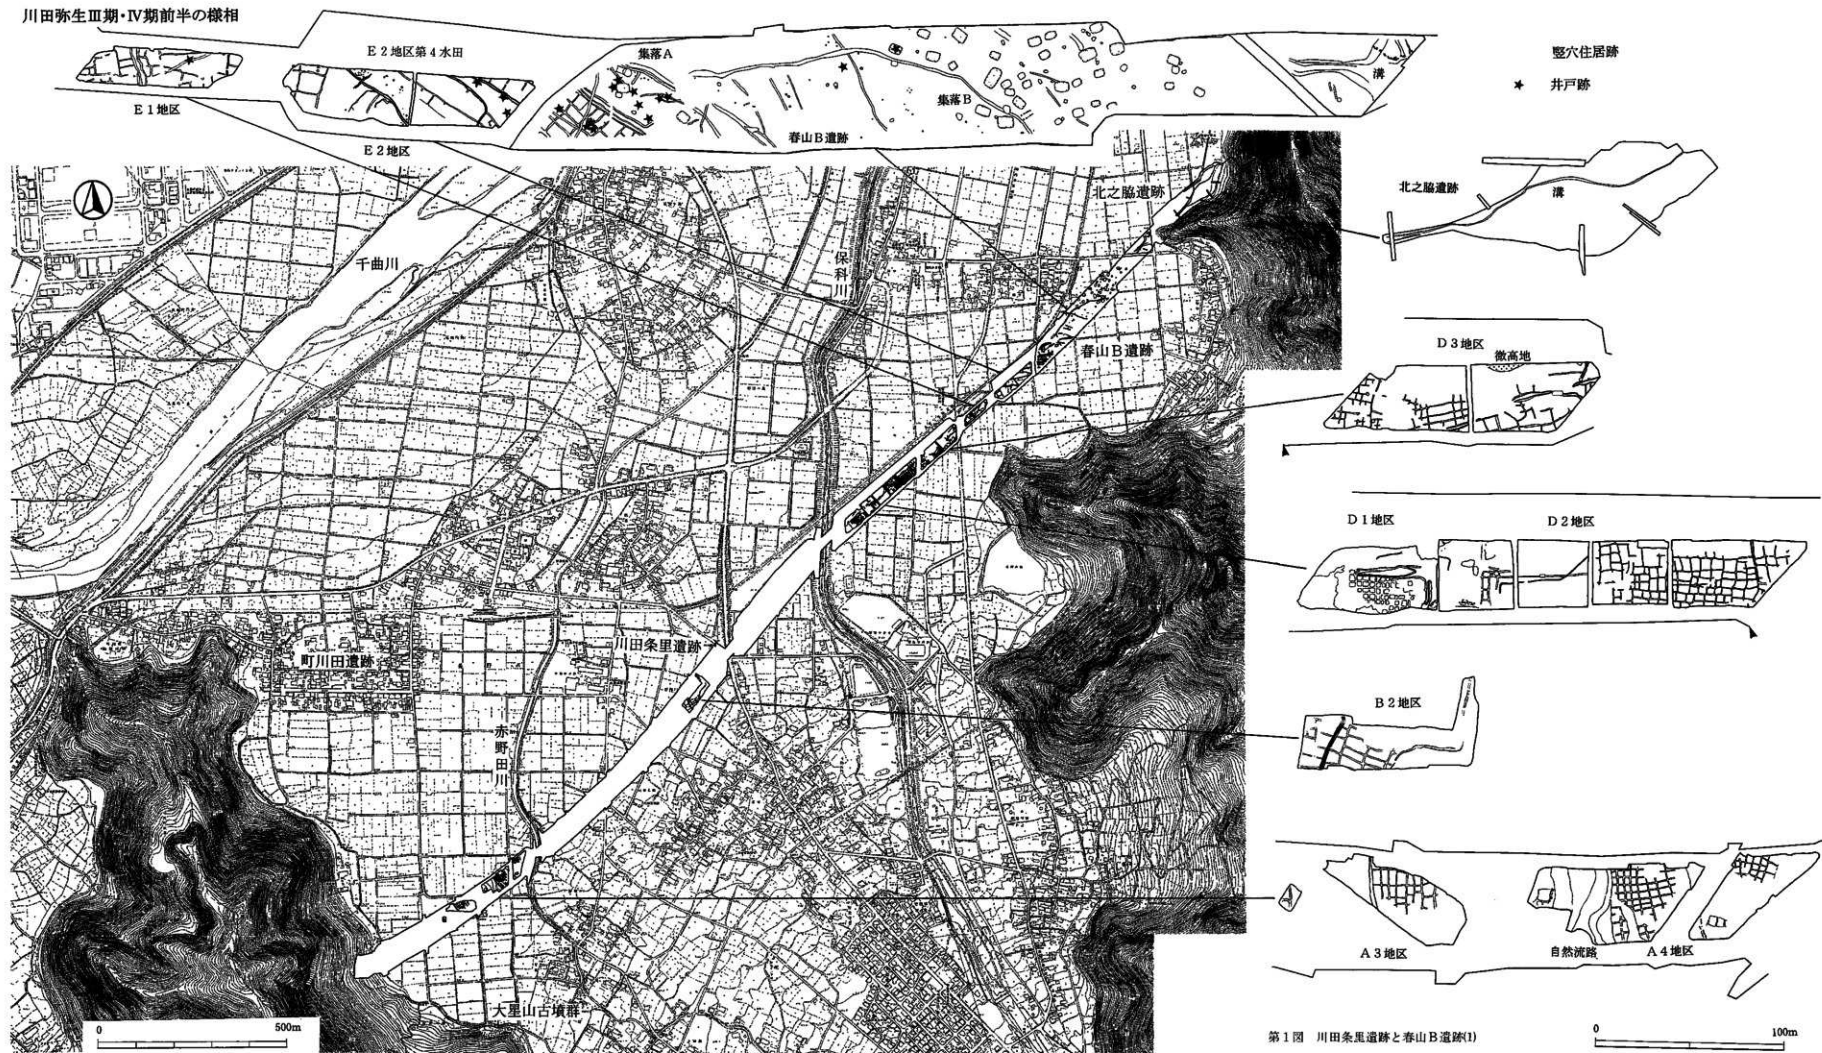 川田弥生Ⅲ期・Ⅳ期前半の様相
E1地区
E2地区第4水田
E2地区
集落A
集落B
春山B遺跡
溝
竪穴住居跡
★ 井戸跡
北之脇遺跡
千曲川
保科川
春山B遺跡
町川田遺跡
川田条里遺跡
赤野田川
大星山古墳群
0 500m
北之脇遺跡
溝
D3地区
微高地
D1地区
D2地区
B2地区
A3地区
自然流路
A4地区
第1図 川田条里遺跡と春山B遺跡(1)
0 100m